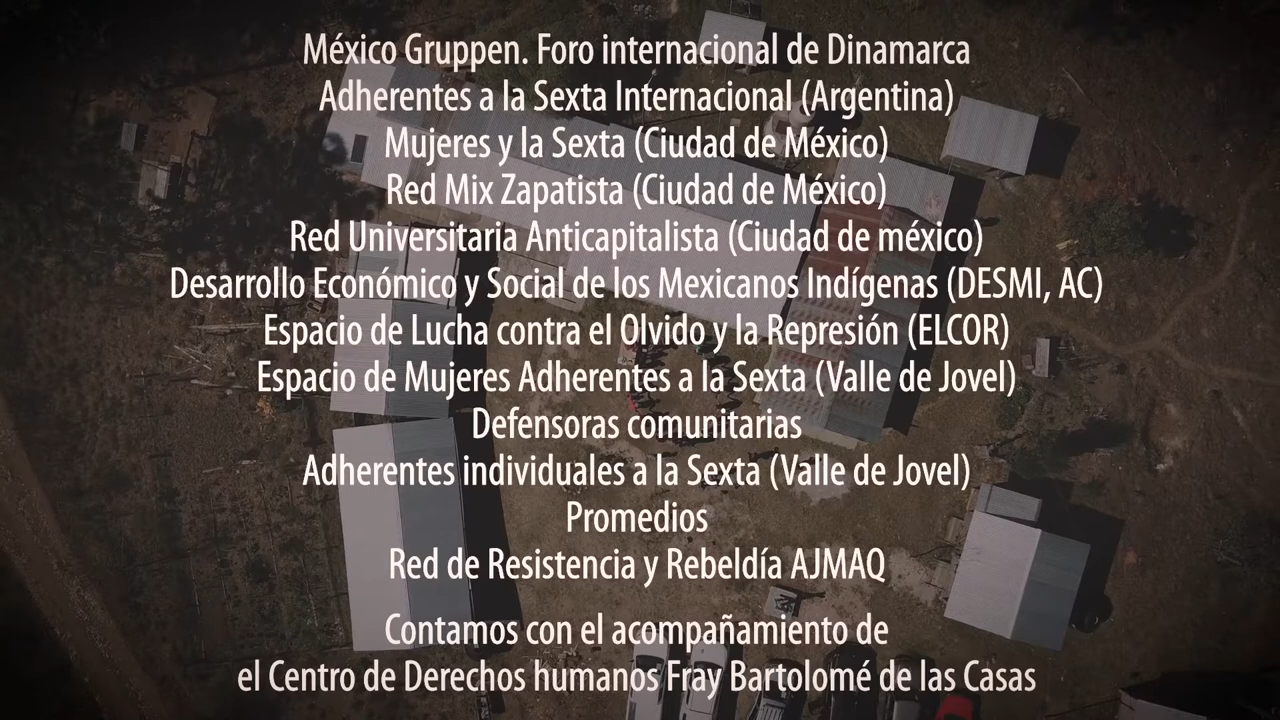 México Gruppen. Foro internacional de Dinamarca
Adherentes a la Sexta Internacional (Argentina)
Mujeres y la Sexta (Ciudad de México)
Red Mix Zapatista (Ciudad de México)
Red Universitaria Anticapitalista (Ciudad de méxico)
Desarrollo Económico y Social de los Mexicanos Indígenas (DESMI, AC)
Espacio de Lucha contra el Olvido y la Represión (ELCOR)
Espacio de Mujeres Adherentes a la Sexta (Valle de Jovel)
Defensoras comunitarias
Adherentes individuales a la Sexta (Valle de Jovel)
Promedios
Red de Resistencia y Rebeldía AJMAQ
Contamos con el acompañamiento de
el Centro de Derechos humanos Fray Bartolomé de las Casas